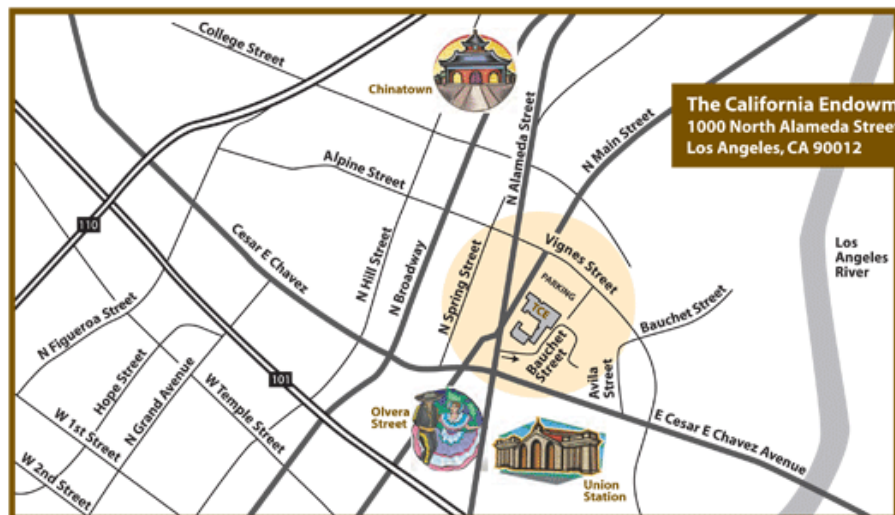 College Street
Chinatown
The California Endowm
1000 North Alameda Stree
Los Angeles, CA 90012
N Main Street
N Alameda Street
Alpine Street
110
Cesar E Chavez
N Hill Street
N Broadway
N Spring Street
Vignes Street
PARKING
TCE
Los
Angeles
River
Bauchet Street
Bauchet
Street
Avila
Street
N Figueroa Street
Hope Street
N Grand Avenue
101
W Temple Street
W 1st Street
W 2nd Street
Olvera
Street
E Cesar E Chavez Avenue
Union
Station